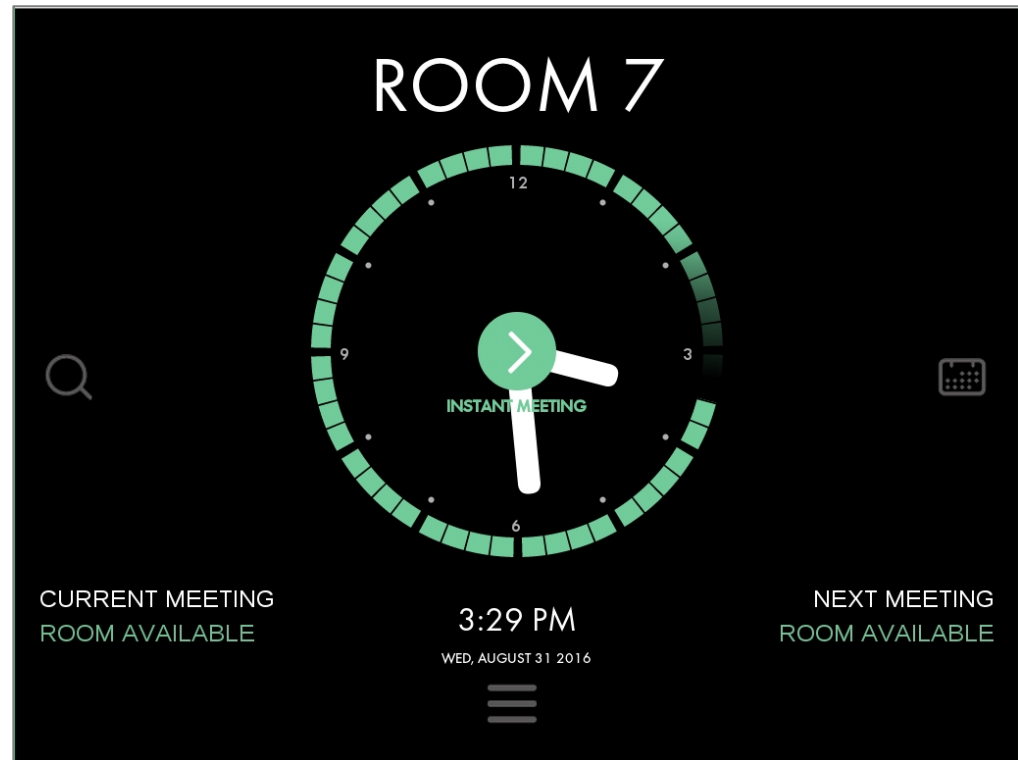 ROOM 7
12
9
3
INSTANT MEETING
6
CURRENT MEETING
ROOM AVAILABLE
3:29 PM
WED, AUGUST 31 2016
NEXT MEETING
ROOM AVAILABLE